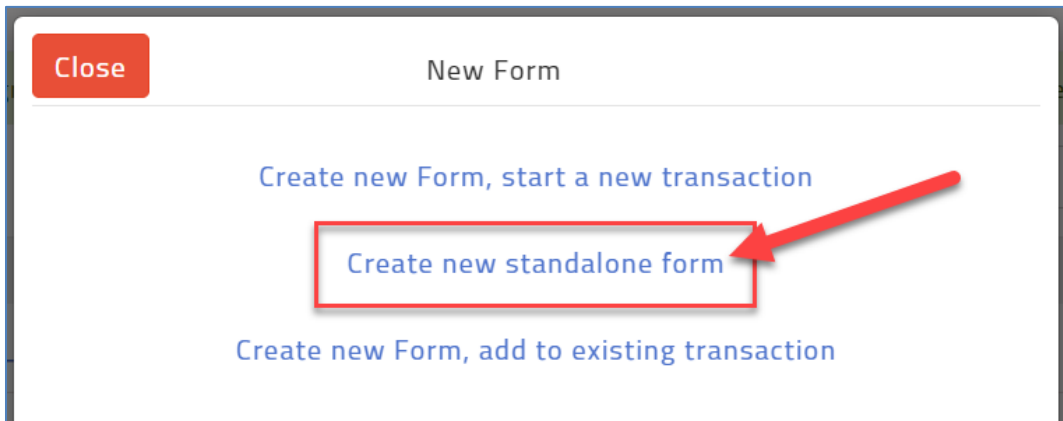 Close
New Form
Create new Form, start a new transaction
Create new standalone form
Create new Form, add to existing transaction